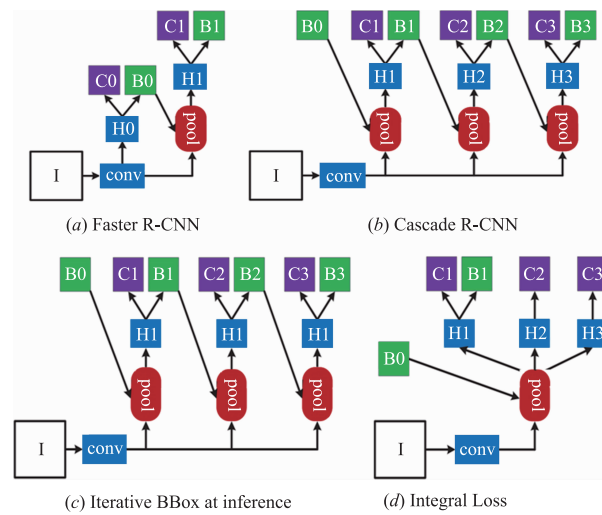 C1 B1
C0 B0
H1
H0
pool
I
conv
(a) Faster R-CNN
B0 C1 B1 C2 B2 C3 B3
H1 H2 H3
pool pool pool
I
conv
(b) Cascade R-CNN
B0 C1 B1 C2 B2 C3 B3
H1 H1 H1
pool pool pool
I
conv
(c) Iterative BBox at inference
C1 B1 C2 C3
H1 H2 H3
B0
pool
I
conv
(d) Integral Loss